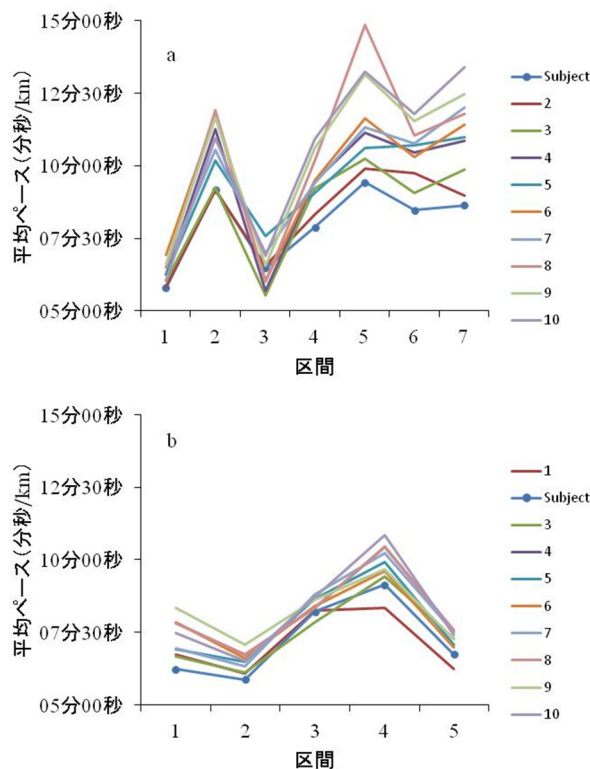 15分00秒
12分30秒
10分00秒
07分30秒
05分00秒
平均ペース(分秒/km)
a
1 2 3 4 5 6 7
区間
Subject
2
3
4
5
6
7
8
9
10
15分00秒
12分30秒
10分00秒
07分30秒
05分00秒
平均ペース(分秒/km)
b
1 2 3 4 5
区間
1
Subject
3
4
5
6
7
8
9
10